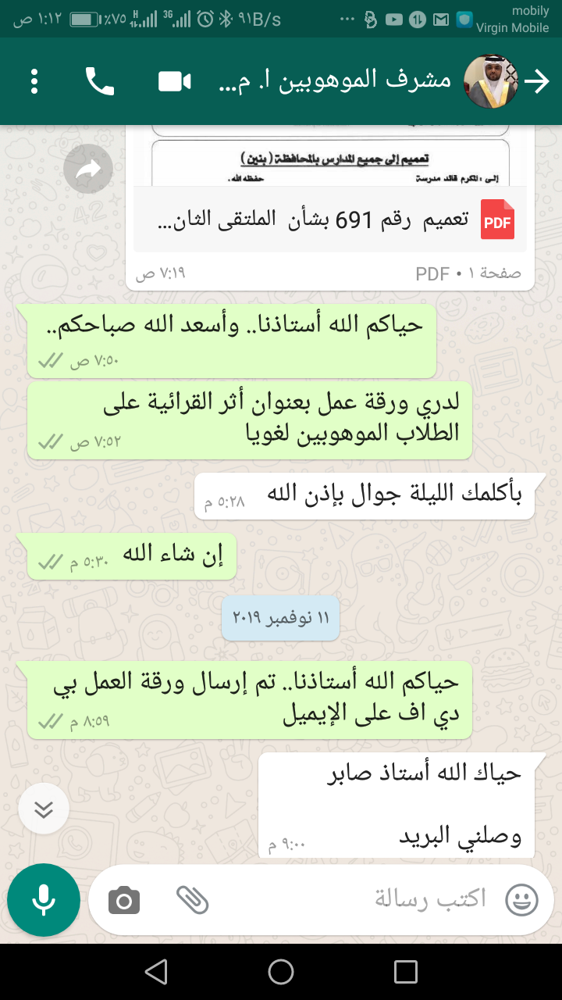 mobily
Virgin Mobile
٩١B/s
3G
H
٪٧٥
١:١٢ ص
مشرف الموهوبين ا. م...
تعميم إلى جميع المدارس بالمحافظة ( بنين )
إلى : المكرم قائد مدرسة حفظه الله.
PDF
تعميم رقم 691 بشأن الملتقى الثان...
صفحة ١ • PDF
٧:١٩ ص
حياكم الله أستاذنا.. وأسعد الله صباحكم..
٧:٥٠ ص
لدري ورقة عمل بعنوان أثر القرائية على
الطلاب الموهوبين لغويا
٧:٥٢ ص
بأكلمك الليلة جوال بإذن الله
٥:٢٨ م
إن شاء الله
٥:٣٠ م
١١ نوفمبر ٢٠١٩
حياكم الله أستاذنا.. تم إرسال ورقة العمل بي
دي اف على الإيميل
٨:٥٩ م
حياك الله أستاذ صابر
وصلني البريد
٩:٠٠ م
اكتب رسالة